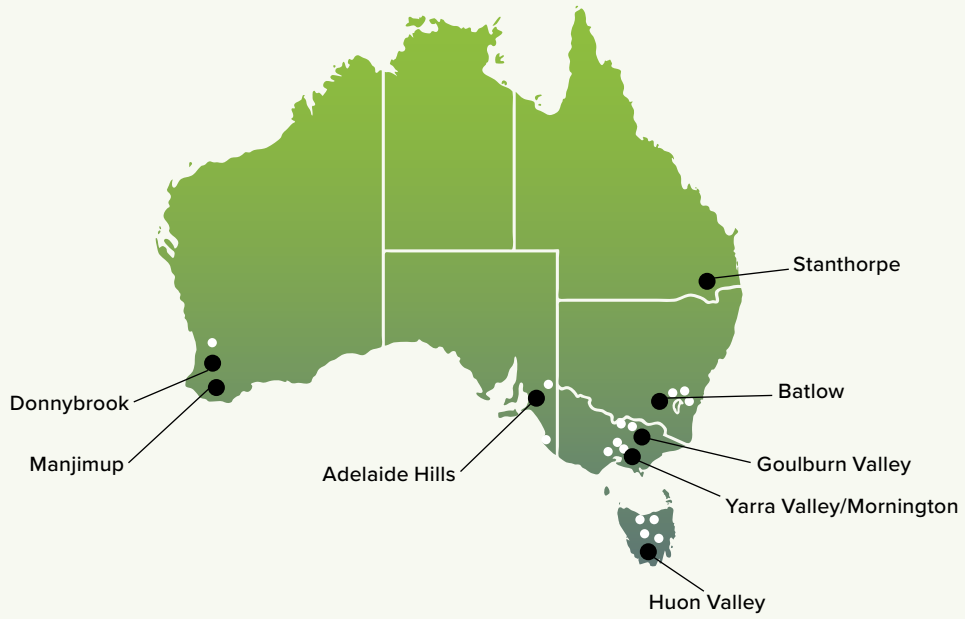 Stanthorpe
Batlow
Donnybrook
Manjimup
Adelaide Hills
Goulburn Valley
Yarra Valley/Mornington
Huon Valley